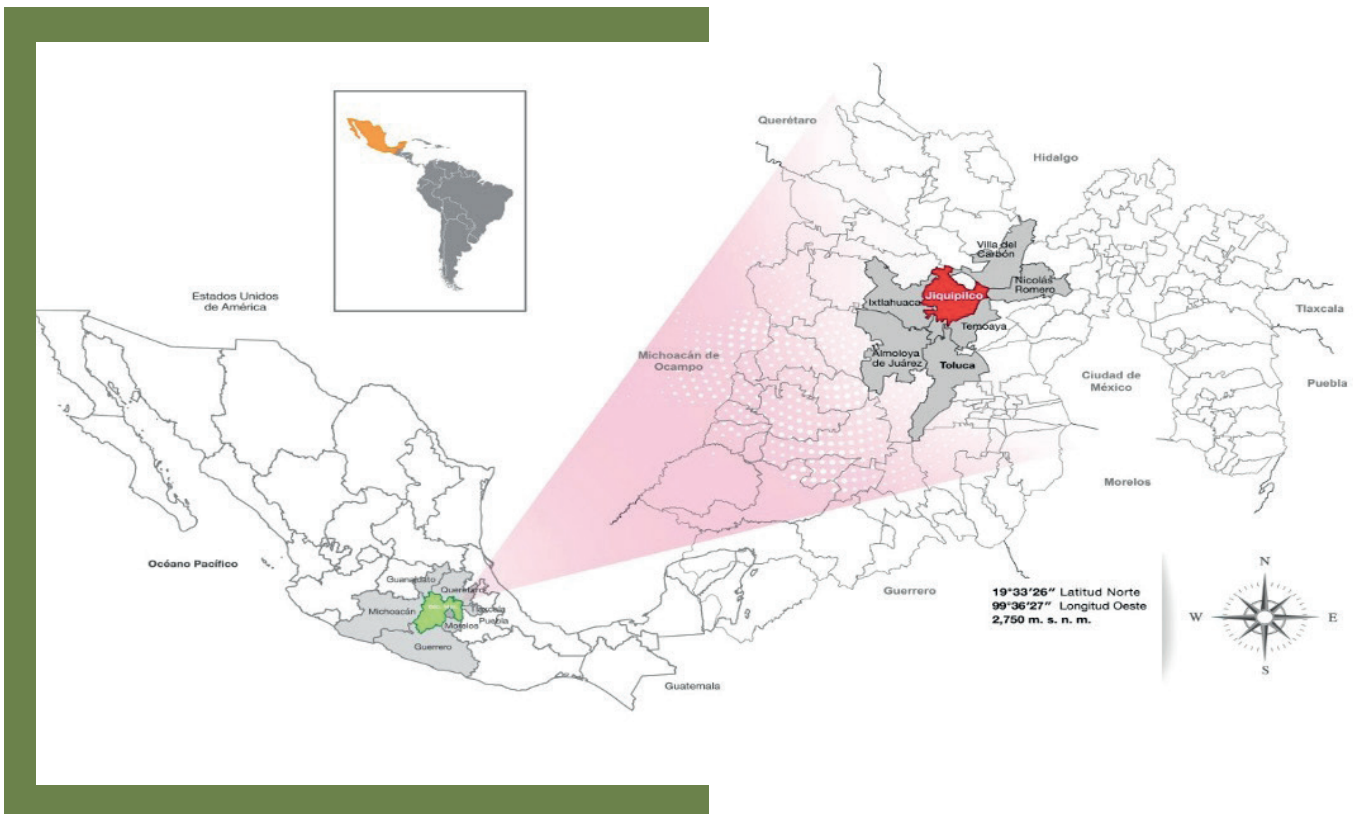 Querétaro
Hidalgo
Villa del
Carbón
Nicolás
Romero
Jiquipilco
Ixtlahuaca
Temoaya
Tlaxcala
Estados Unidos
de América
Michoacán de
Ocampo
Almoloya
de Juárez
Toluca
Ciudad de
México
Puebla
Morelos
Océano Pacífico
Guanajuato
Querétaro
Michoacán
Tlaxcala
Puebla
Morelos
Guerrero
Guatemala
Guerrero
19°33'26" Latitud Norte
99°36'27" Longitud Oeste
2,750 m. s. n. m.
N
W
E
S